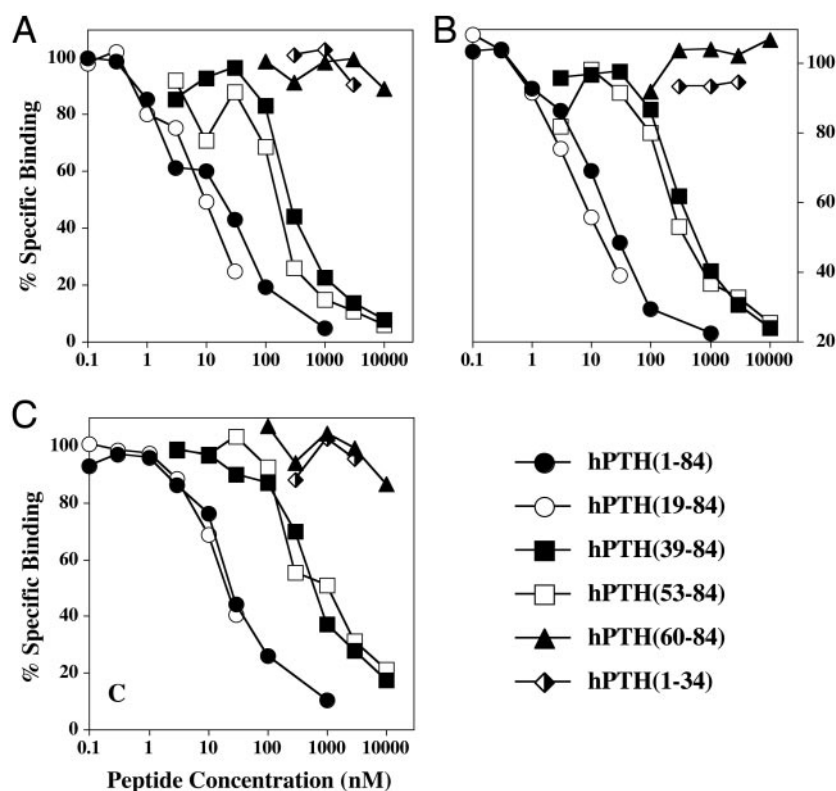 A
B
100
80
60
40
20
0
% Specific Binding
0.1 1 10 100 1000 10000
0.1 1 10 100 1000 10000
100
80
60
40
20
C
100
80
60
40
20
0
% Specific Binding
C
0.1 1 10 100 1000 10000
Peptide Concentration (nM)
hPTH(1-84)
hPTH(19-84)
hPTH(39-84)
hPTH(53-84)
hPTH(60-84)
hPTH(1-34)